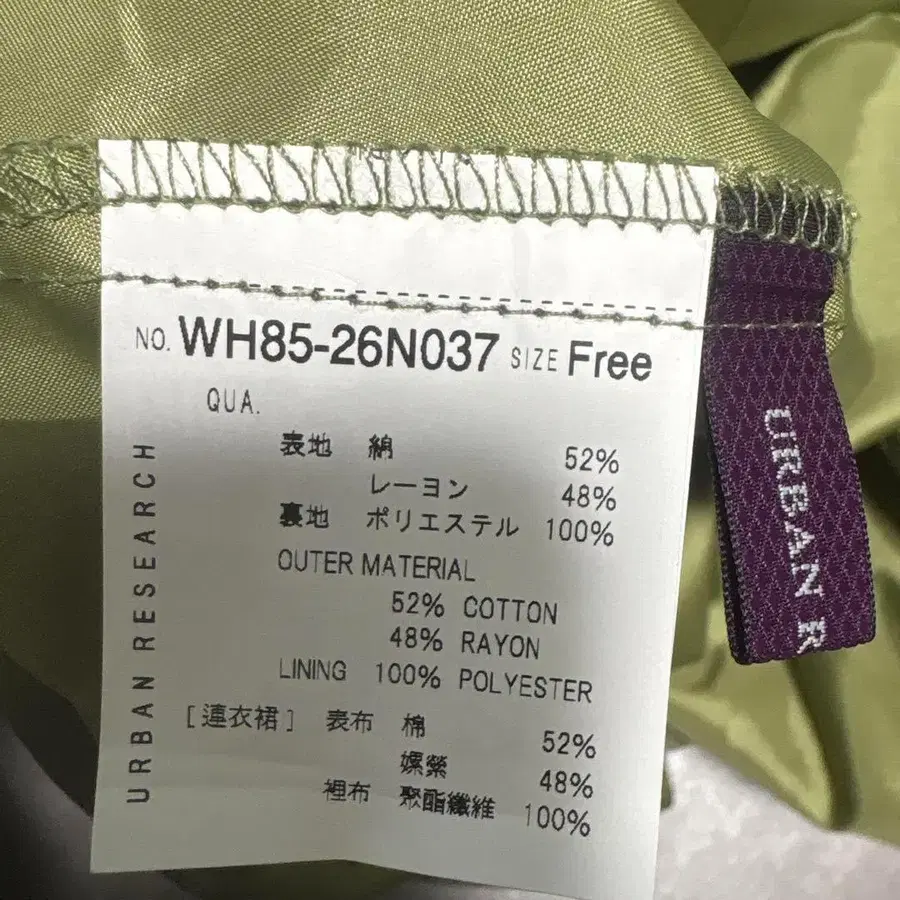 NO. WH85-26N037 SIZE Free
QUA.
表地 綿 52%
レーヨン 48%
裏地 ポリエステル 100%
OUTER MATERIAL
52% COTTON
48% RAYON
LINING 100% POLYESTER
[連衣裙] 表布 棉 52%
嫘縈 48%
裡布 聚酯纖維 100%
URBAN RESEARCH
URBAN R